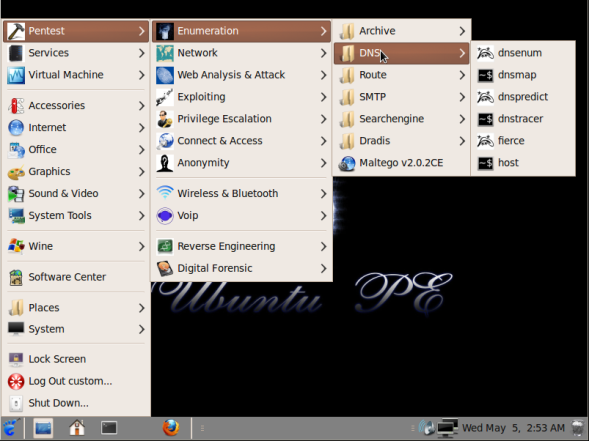 Pentest
Services
Virtual Machine
Accessories
Internet
Office
Graphics
Sound & Video
System Tools
Wine
Software Center
Places
System
Lock Screen
Log Out custom...
Shut Down...
Enumeration
Network
Web Analysis & Attack
Exploiting
Privilege Escalation
Connect & Access
Anonymity
Wireless & Bluetooth
Voip
Reverse Engineering
Digital Forensic
Archive
DNS
Route
SMTP
Searchengine
Dradis
Maltego v2.0.2CE
dnsenum
dnsmap
dnspredict
dnstracer
fierce
host
Ubuntu PE
Wed May 5, 2:53 AM